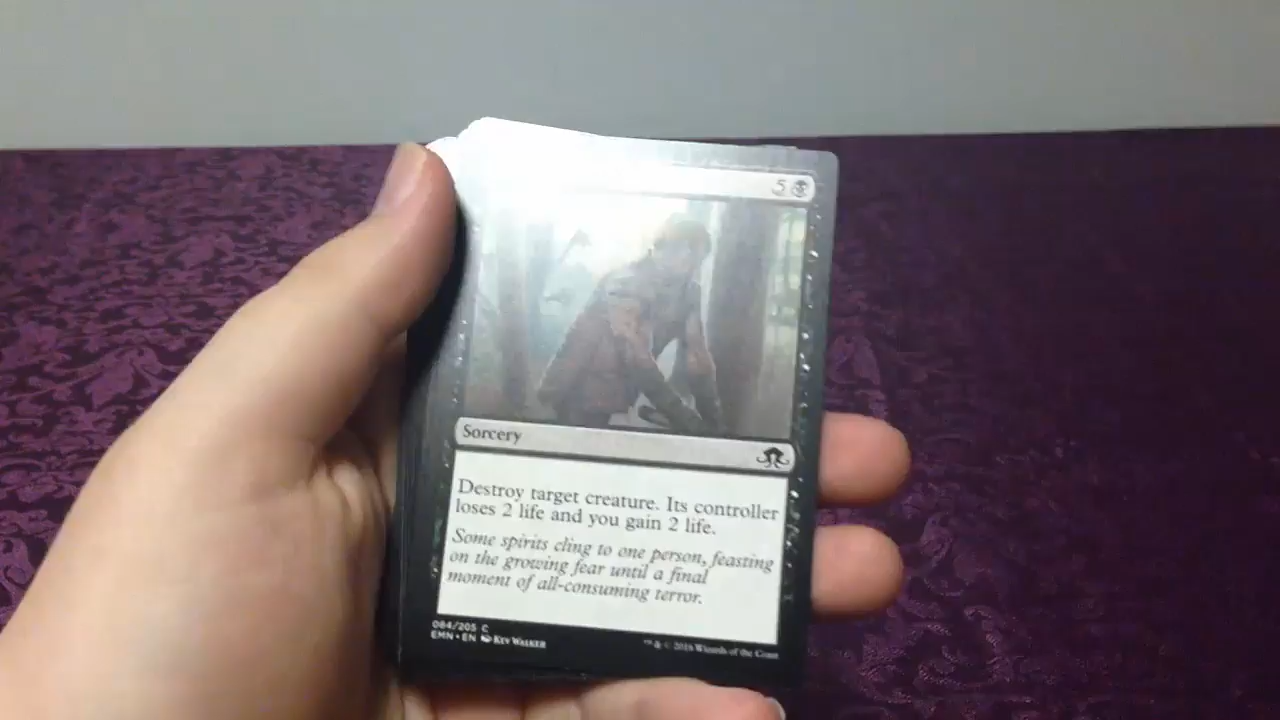 5
Sorcery
Destroy target creature. Its controller
loses 2 life and you gain 2 life.
Some spirits cling to one person, feasting
on the growing fear until a final
moment of all-consuming terror.
084/205 C
EMN • EN Kev Walker
™ & © 2016 Wizards of the Coast